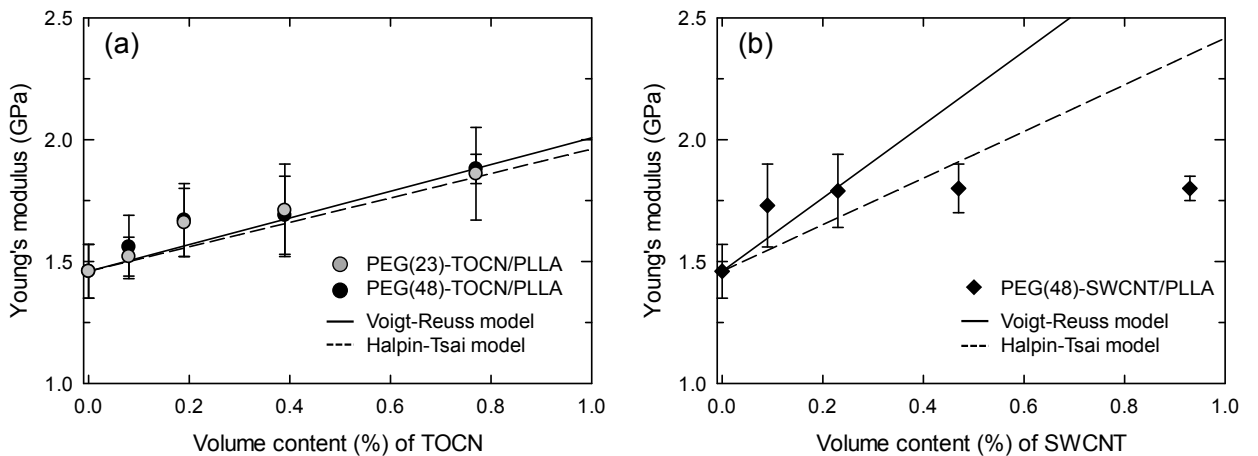 (a)
Young's modulus (GPa)
2.5
2.0
1.5
1.0
PEG(23)-TOCN/PLLA
PEG(48)-TOCN/PLLA
Voigt-Reuss model
Halpin-Tsai model
0.0 0.2 0.4 0.6 0.8 1.0
Volume content (%) of TOCN
(b)
Young's modulus (GPa)
2.5
2.0
1.5
1.0
PEG(48)-SWCNT/PLLA
Voigt-Reuss model
Halpin-Tsai model
0.0 0.2 0.4 0.6 0.8 1.0
Volume content (%) of SWCNT